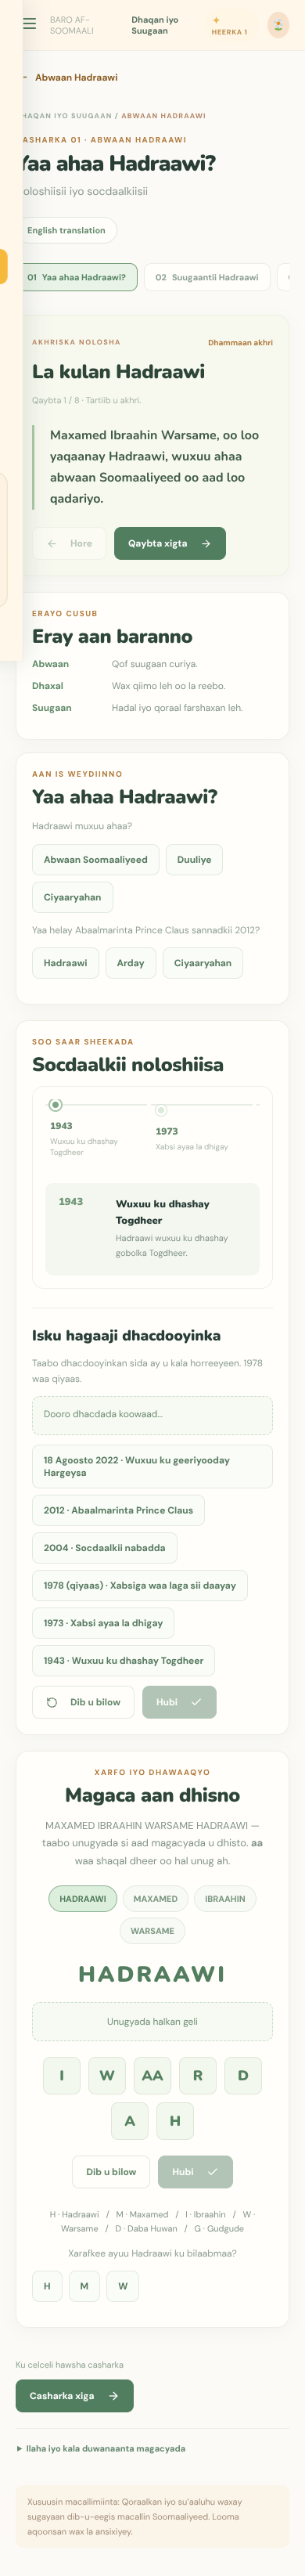 BARO AF-
SOOMAALI
Dhaqan iyo
Suugaan
HEERKA 1
Abwaan Hadraawi
HAQAN IYO SUUGAAN / ABWAAN HADRAAWI
ASHARKA 01 · ABWAAN HADRAAWI
Yaa ahaa Hadraawi?
oloshiisii iyo socdaalkiisii
English translation
01 Yaa ahaa Hadraawi?
02 Suugaantii Hadraawi
AKHRISKA NOLOSHA
Dhammaan akhri
La kulan Hadraawi
Qaybta 1 / 8 · Tartiib u akhri.
Maxamed Ibraahin Warsame, oo loo
yaqaanay Hadraawi, wuxuu ahaa
abwaan Soomaaliyeed oo aad loo
qadariyo.
Hore
Qaybta xigta
ERAYO CUSUB
Eray aan baranno
Abwaan
Qof suugaan curiya.
Dhaxal
Wax qiimo leh oo la reebo.
Suugaan
Hadal iyo qoraal farshaxan leh.
AAN IS WEYDIINNO
Yaa ahaa Hadraawi?
Hadraawi muxuu ahaa?
Abwaan Soomaaliyeed
Duuliye
Ciyaaryahan
Yaa helay Abaalmarinta Prince Claus sannadkii 2012?
Hadraawi
Arday
Ciyaaryahan
SOO SAAR SHEEKADA
Socdaalkii noloshiisa
1943
Wuxuu ku dhashay
Togdheer
1973
Xabsi ayaa la dhigay
1943
Wuxuu ku dhashay
Togdheer
Hadraawi wuxuu ku dhashay
gobolka Togdheer.
Isku hagaaji dhacdooyinka
Taabo dhacdooyinkan sida ay u kala horreeyeen. 1978
waa qiyaas.
Dooro dhacdada koowaad…
18 Agoosto 2022 · Wuxuu ku geeriyooday
Hargeysa
2012 · Abaalmarinta Prince Claus
2004 · Socdaalkii nabadda
1978 (qiyaas) · Xabsiga waa laga sii daayay
1973 · Xabsi ayaa la dhigay
1943 · Wuxuu ku dhashay Togdheer
Dib u bilow
Hubi
XARFO IYO DHAWAAQYO
Magaca aan dhisno
MAXAMED IBRAAHIN WARSAME HADRAAWI —
taabo unugyada si aad magacyada u dhisto. aa
waa shaqal dheer oo hal unug ah.
HADRAAWI
MAXAMED
IBRAAHIN
WARSAME
HADRAAWI
Unugyada halkan geli
I
W
AA
R
D
A
H
Dib u bilow
Hubi
H · Hadraawi / M · Maxamed / I · Ibraahin / W ·
Warsame / D · Daba Huwan / G · Gudgude
Xarafkee ayuu Hadraawi ku bilaabmaa?
H
M
W
Ku celceli hawsha casharka
Casharka xiga
Ilaha iyo kala duwanaanta magacyada
Xusuusin macallimiinta: Qoraalkan iyo su'aaluhu waxay
sugayaan dib-u-eegis macallin Soomaaliyeed. Looma
aqoonsan wax la ansixiyey.